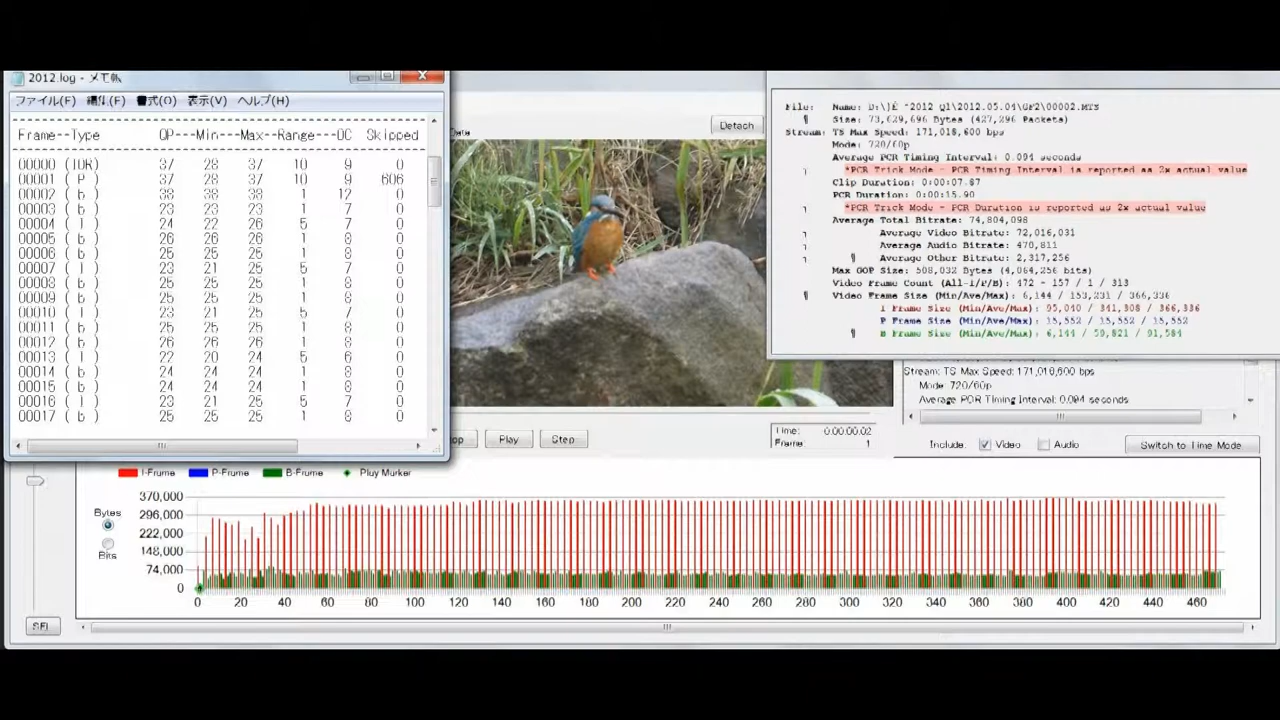 2012.log - メモ帳
ファイル(F) 編集(F) 書式(O) 表示(V) ヘルプ(H)
Frame--Type QP---Min---Max--Range---DC Skipped
00000 (IDR) 37 28 37 10 9 0
00001 ( P ) 37 28 37 10 9 606
00002 ( b ) 38 38 38 1 12 0
00003 ( b ) 23 23 23 1 7 0
00004 ( I ) 24 22 26 5 7 0
00005 ( b ) 26 26 26 1 8 0
00006 ( b ) 25 25 25 1 8 0
00007 ( I ) 23 21 25 5 7 0
00008 ( b ) 25 25 25 1 8 0
00009 ( b ) 25 25 25 1 8 0
00010 ( I ) 23 21 25 5 7 0
00011 ( b ) 25 25 25 1 8 0
00012 ( b ) 26 26 26 1 8 0
00013 ( I ) 22 20 24 5 6 0
00014 ( b ) 24 24 24 1 8 0
00015 ( b ) 24 24 24 1 8 0
00016 ( I ) 23 21 25 5 7 0
00017 ( b ) 25 25 25 1 8 0
Detach
File: Name: 2012 Q1\2012.05.04\GF2\00002.MTS
Size: 73,629,696 Bytes (427,296 Packets)
Stream: TS Max Speed: 171,018,600 bps
Mode: 720/60p
Average PCR Timing Interval: 0.094 seconds
*PCR Trick Mode - PCR Timing Interval is reported as 2x actual value
Clip Duration: 0:00:07.87
PCR Duration: 0:00:15.90
*PCR Trick Mode - PCR Duration is reported as 2x actual value
Average Total Bitrate: 74,804,098
Average Video Bitrate: 72,016,031
Average Audio Bitrate: 470,811
Average Other Bitrate: 2,317,256
Max GOP Size: 508,032 Bytes (4,064,256 bits)
Video Frame Count (All-I/P/B): 472 - 157 / 1 / 313
Video Frame Size (Min/Ave/Max): 6,144 / 153,231 / 366,336
I Frame Size (Min/Ave/Max): 95,040 / 341,308 / 366,336
P Frame Size (Min/Ave/Max): 15,552 / 15,552 / 15,552
B Frame Size (Min/Ave/Max): 6,144 / 59,821 / 91,584
Stream: TS Max Speed: 171,018,600 bps
Mode: 720/60p
Average PCR Timing Interval: 0.094 seconds
Play Step
Time: 0:00:00.02
Frame: 1
Include: Video Audio Switch to Time Mode
I-Frame P-Frame B-Frame Play Marker
Bytes
Bits
370,000
296,000
222,000
148,000
74,000
0
0 20 40 60 80 100 120 140 160 180 200 220 240 260 280 300 320 340 360 380 400 420 440 460